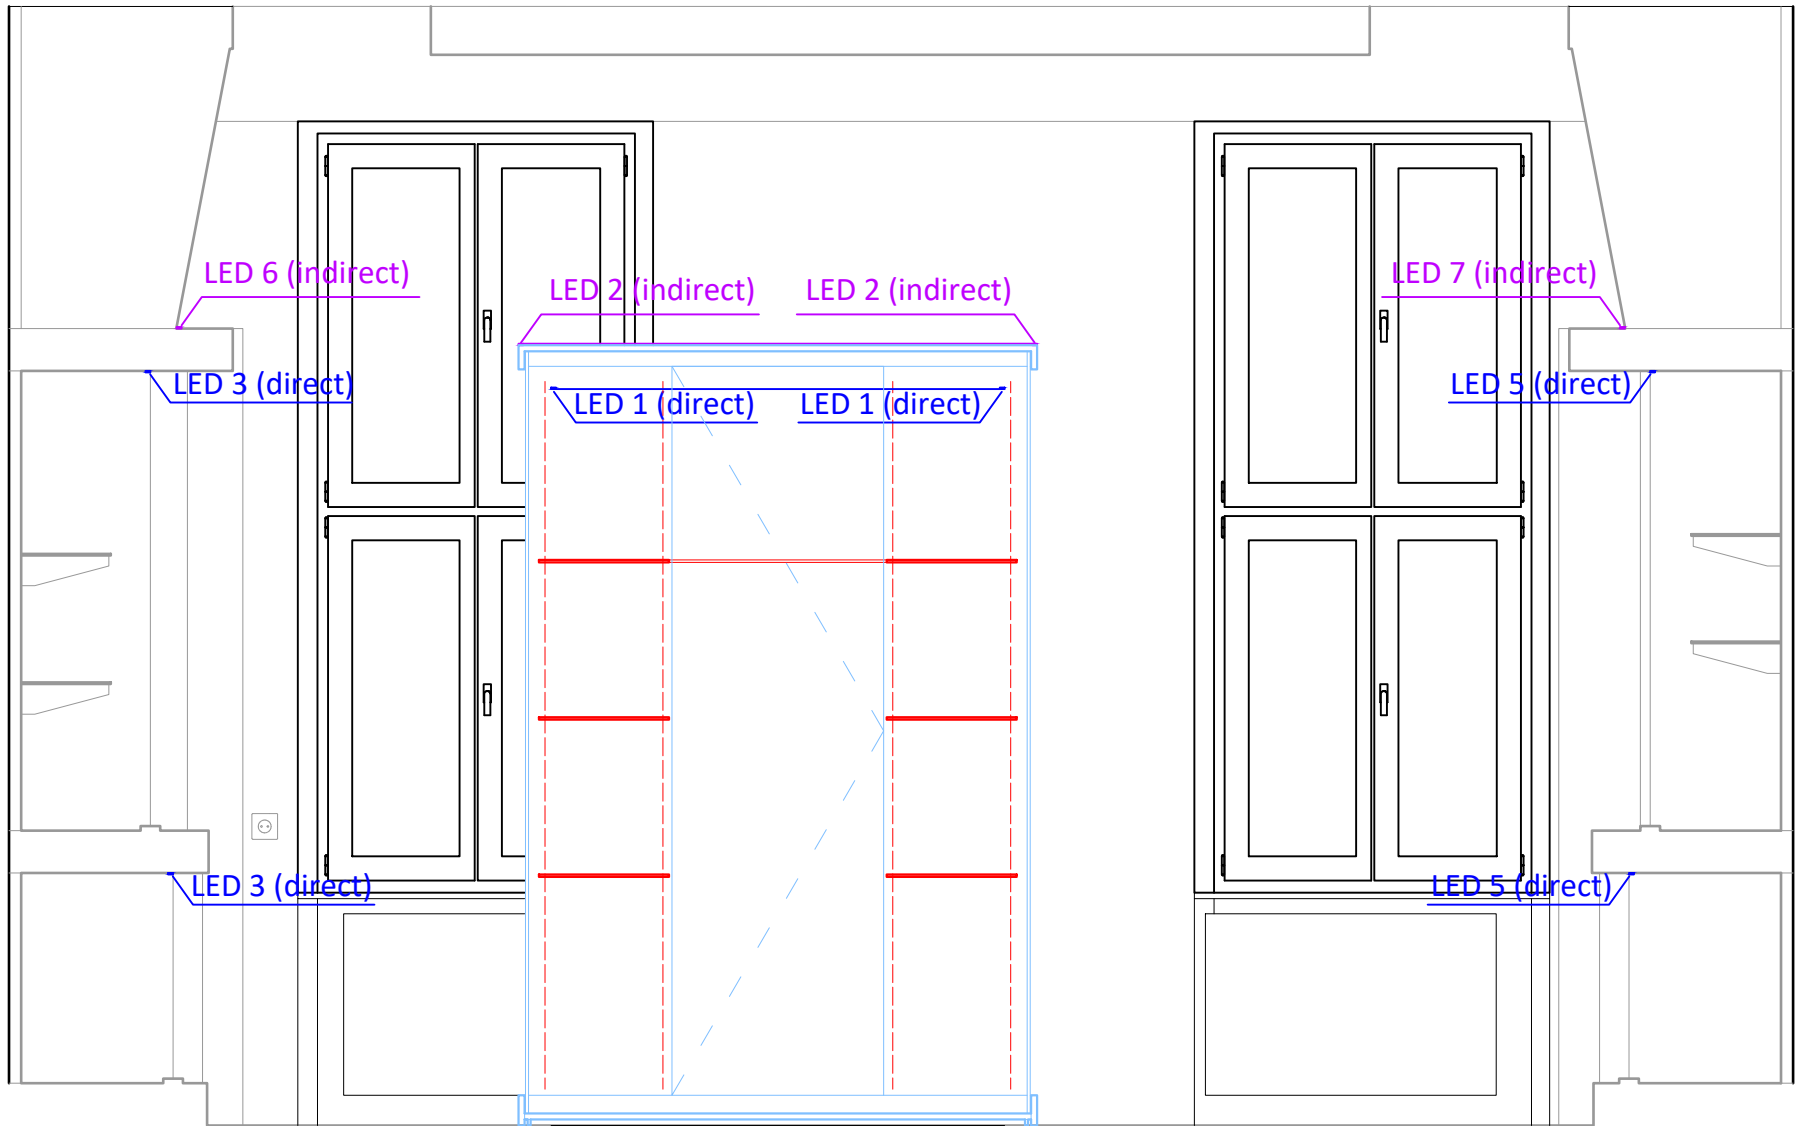 LED 6 (indirect)
LED 2 (indirect)
LED 2 (indirect)
LED 7 (indirect)
LED 3 (direct)
LED 1 (direct)
LED 1 (direct)
LED 5 (direct)
LED 3 (direct)
LED 5 (direct)